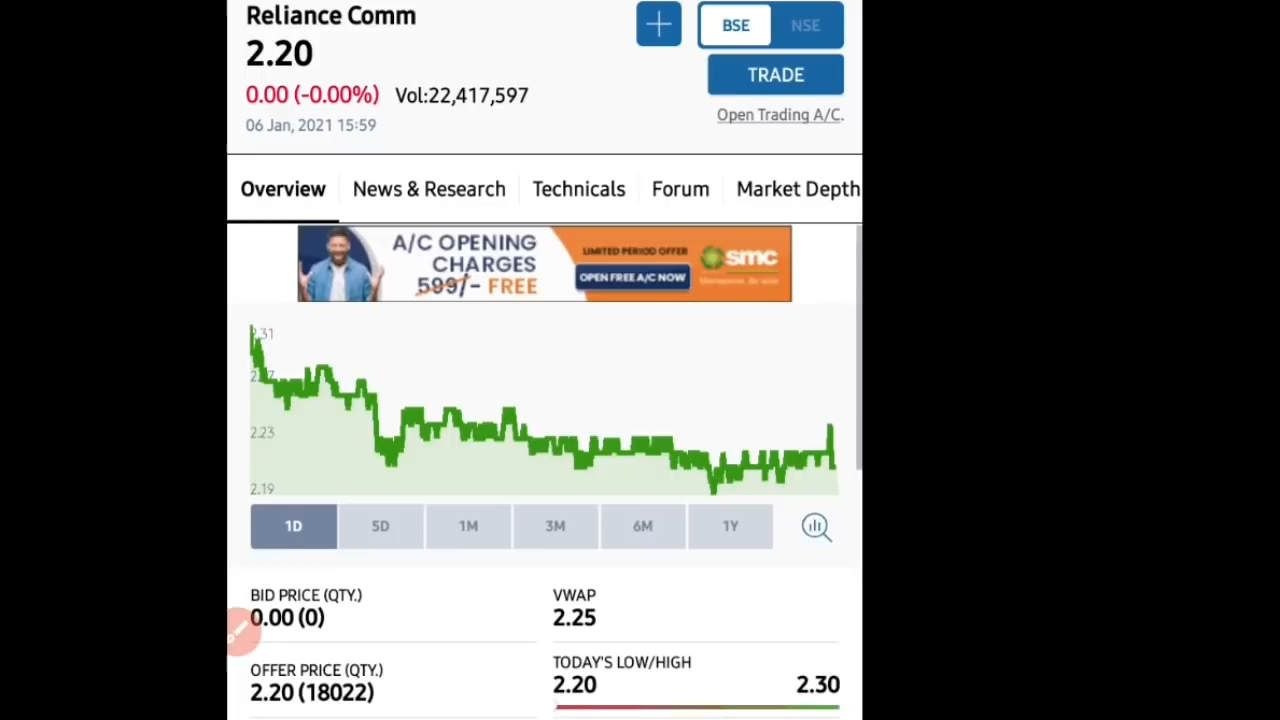 Reliance Comm
2.20
0.00 (-0.00%) Vol:22,417,597
06 Jan, 2021 15:59
BSE NSE
TRADE
Open Trading A/C.
Overview News & Research Technicals Forum Market Depth
A/C OPENING
CHARGES
599/- FREE
LIMITED PERIOD OFFER
OPEN FREE A/C NOW
smc
2.31
2.23
2.19
1D 5D 1M 3M 6M 1Y
BID PRICE (QTY.)
0.00 (0)
VWAP
2.25
OFFER PRICE (QTY.)
2.20 (18022)
TODAY'S LOW/HIGH
2.20 2.30